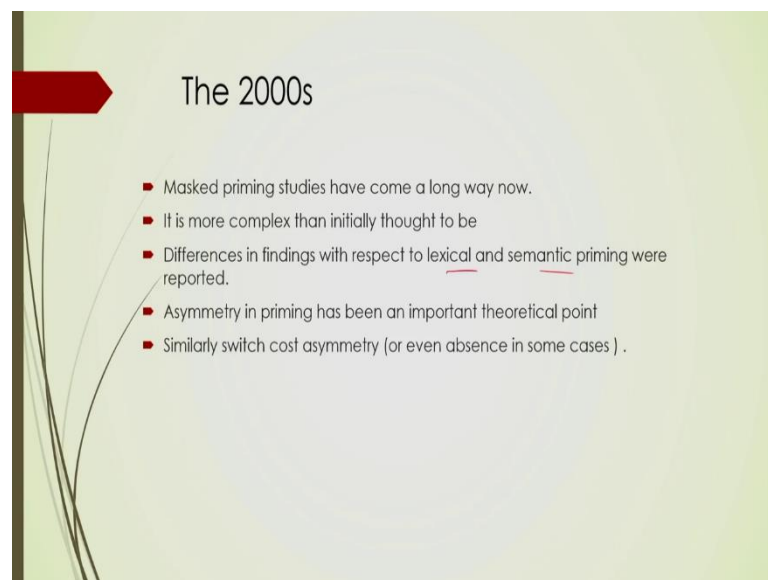 The 2000s
Masked priming studies have come a long way now.
It is more complex than initially thought to be
Differences in findings with respect to lexical and semantic priming were
reported.
Asymmetry in priming has been an important theoretical point
Similarly switch cost asymmetry (or even absence in some cases ) .